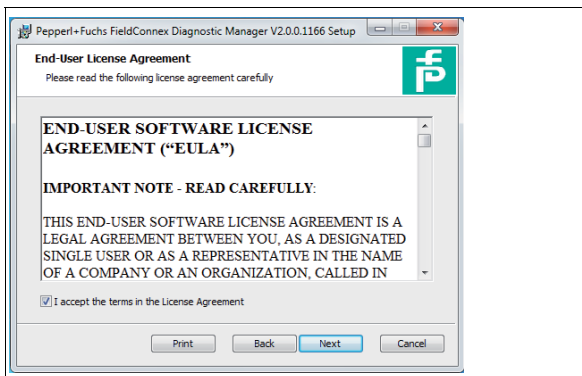 Pepperl+Fuchs FieldConnex Diagnostic Manager V2.0.0.1166 Setup
End-User License Agreement
Please read the following license agreement carefully
END-USER SOFTWARE LICENSE
AGREEMENT (“EULA”)
IMPORTANT NOTE - READ CAREFULLY:
THIS END-USER SOFTWARE LICENSE AGREEMENT IS A
LEGAL AGREEMENT BETWEEN YOU, AS A DESIGNATED
SINGLE USER OR AS A REPRESENTATIVE IN THE NAME
OF A COMPANY OR AN ORGANIZATION, CALLED IN
I accept the terms in the License Agreement
Print Back Next Cancel